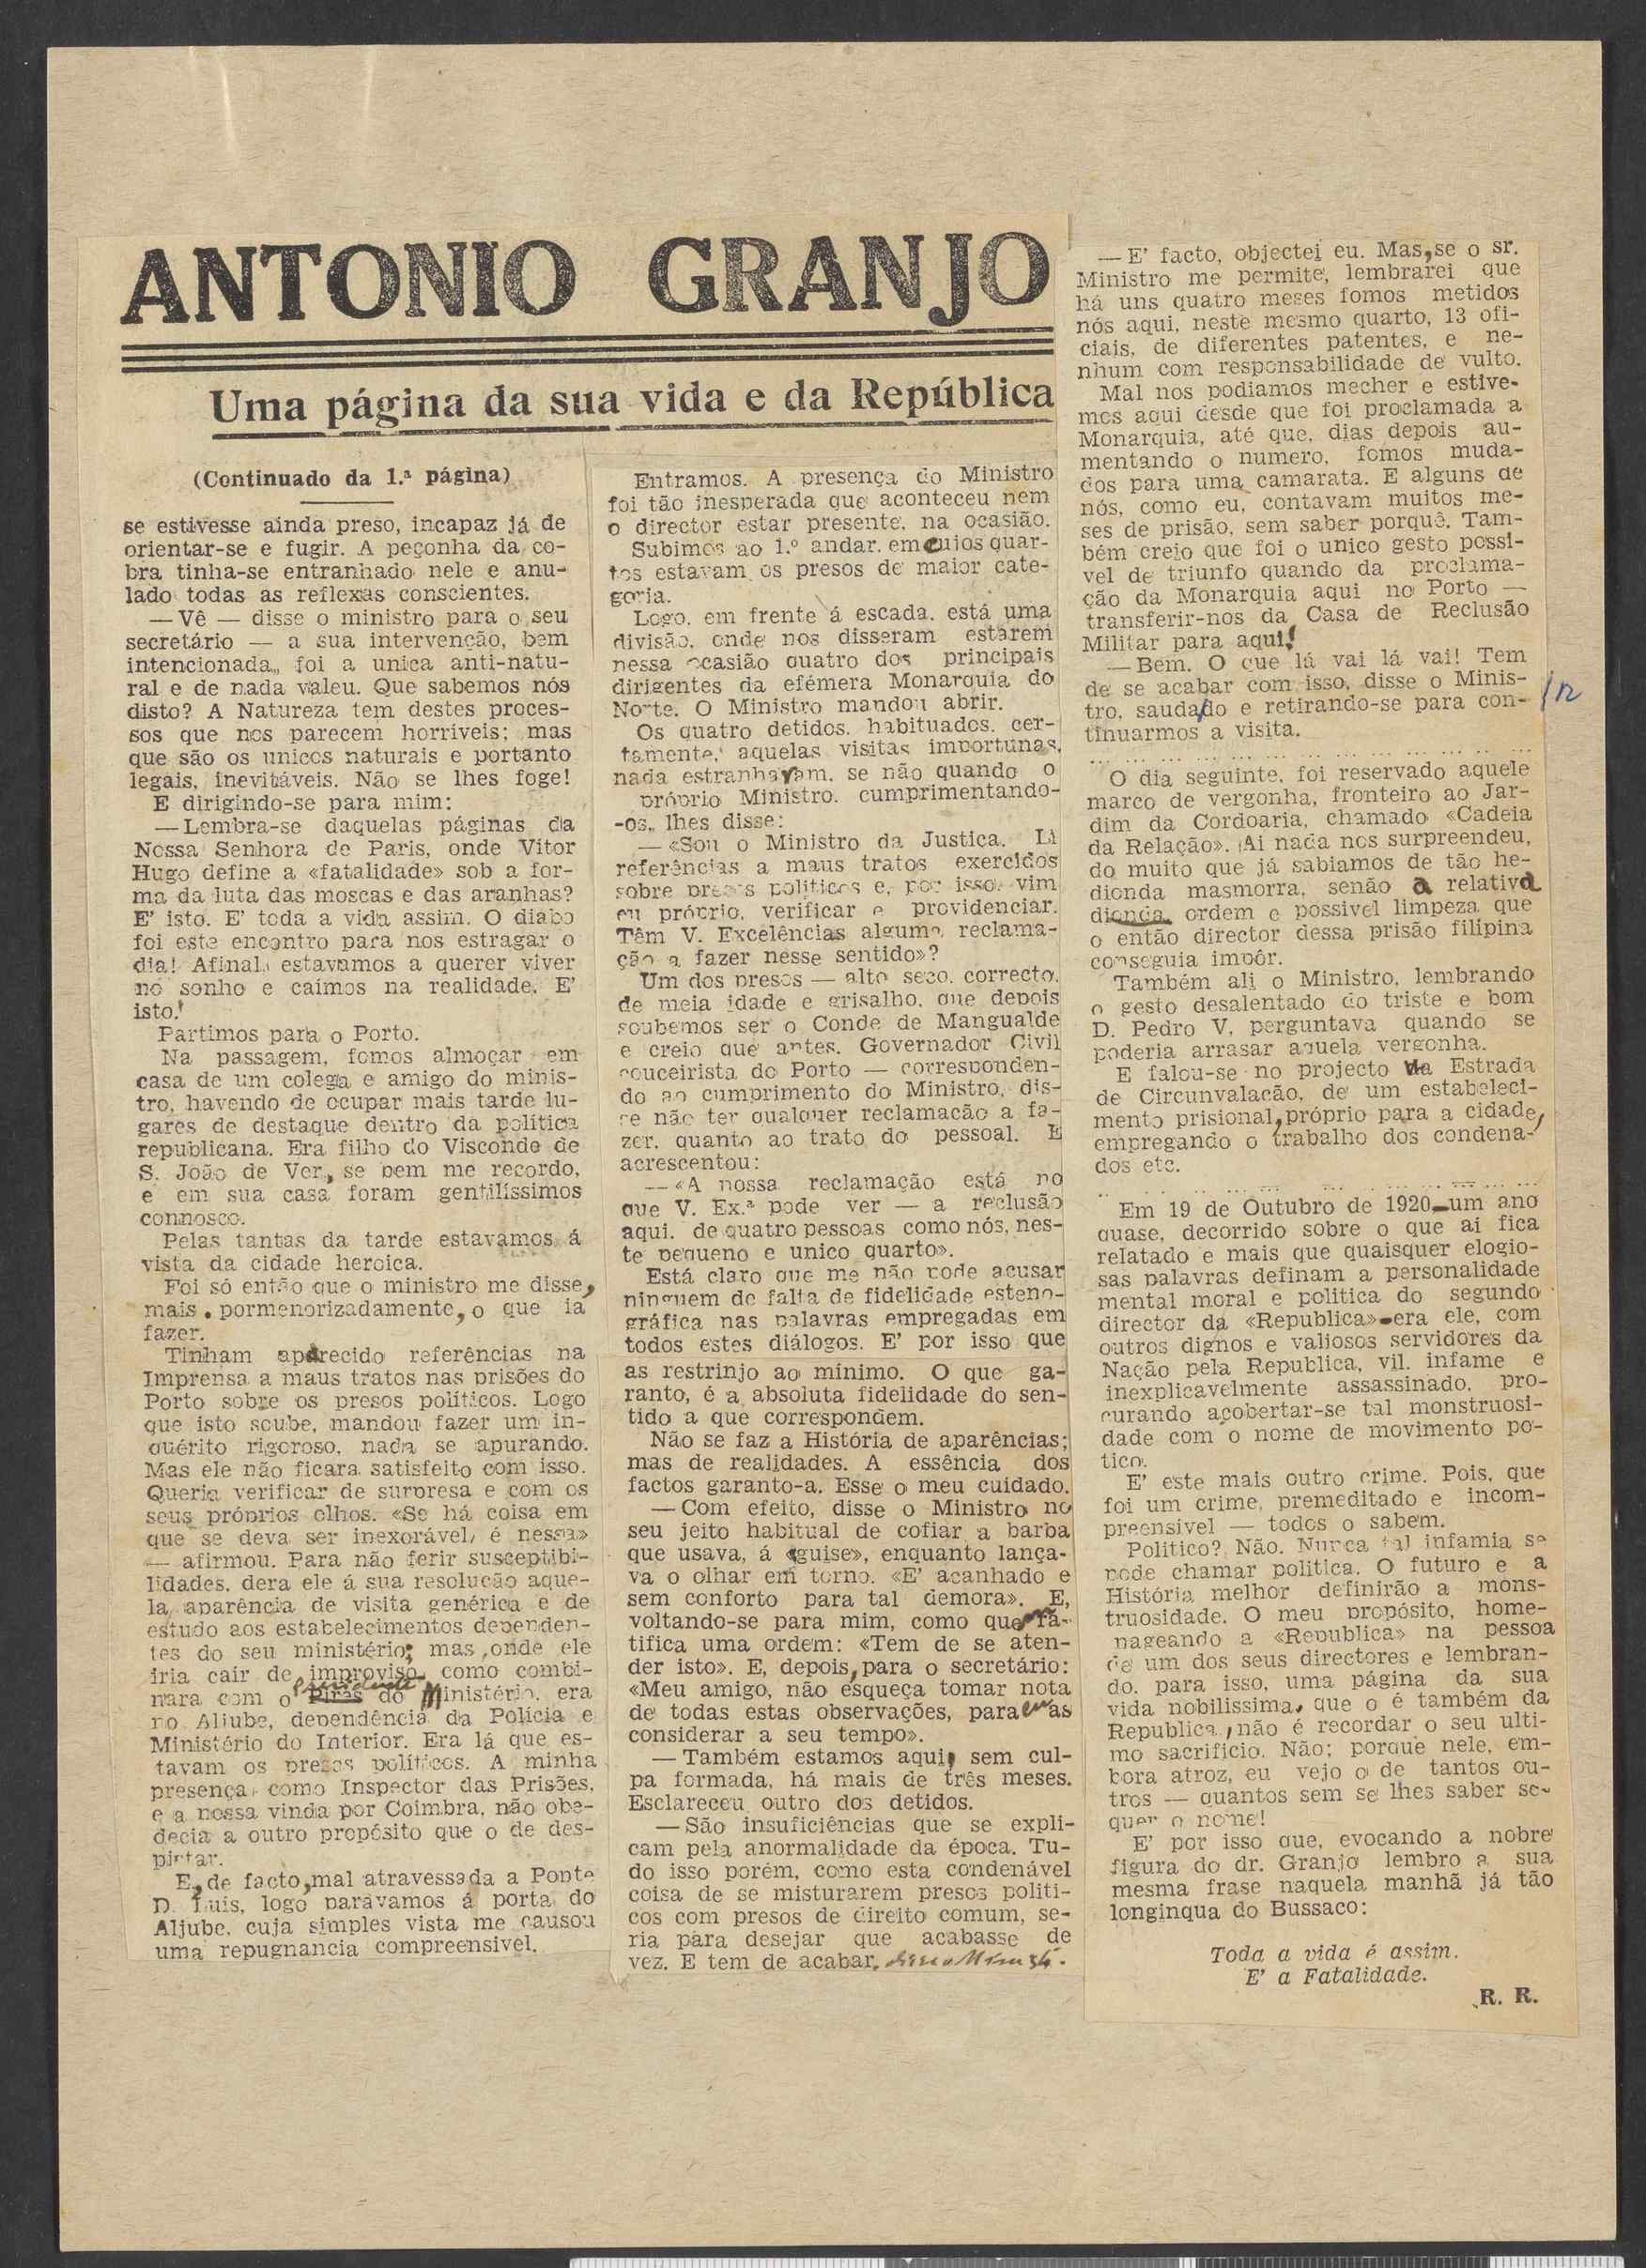 ANTONIO GRANJO
Uma página da sua vida e da República
(Continuado da 1.ª página)
se estivesse ainda preso, incapaz já de
orientar-se e fugir. A peçonha da co-
bra tinha-se entranhado nele e anu-
lado todas as reflexas conscientes.
— Vê — disse o ministro para o seu
secretário — a sua intervenção, bem
intencionada, foi a unica anti-natu-
ral e de nada valeu. Que sabemos nós
disto? A Natureza tem destes proces-
sos que nos parecem horriveis; mas
que são os unicos naturais e portanto
legais, inevitáveis. Não se lhes foge!
E dirigindo-se para mim:
— Lembra-se daquelas páginas da
Nossa Senhora de Paris, onde Vitor
Hugo define a «fatalidade» sob a for-
ma da luta das moscas e das aranhas?
E' isto. E' toda a vida assim. O diabo
foi este encontro para nos estragar o
dia! Afinal, estavamos a querer viver
no sonho e caímos na realidade. E'
isto!
Partimos para o Porto.
Na passagem, fomos almoçar em
casa de um colega e amigo do minis-
tro, havendo de ocupar mais tarde lu-
gares de destaque dentro da política
republicana. Era filho do Visconde de
S. João de Ver, se bem me recordo,
e em sua casa foram gentilíssimos
connosco.
Pelas tantas da tarde estavamos á
vista da cidade heroica.
Foi só então que o ministro me disse,
mais pormenorizadamente, o que ia
fazer.
Tinham aparecido referências na
Imprensa a maus tratos nas prisões do
Porto sobre os presos políticos. Logo
que isto soube, mandou fazer um in-
quérito rigoroso, nada se apurando.
Mas ele não ficara satisfeito com isso.
Queria verificar de surpresa e com os
seus próprios olhos. «Se há coisa em
que se deva ser inexorável, é nessa»
— afirmou. Para não ferir susceptibi-
lidades, dera ele á sua resolução aque-
la aparência de visita genérica e de
estudo aos estabelecimentos dependen-
tes do seu ministério; mas, onde ele
iria cair de improviso, como combi-
nara com o presidente do Ministério, era
no Aljube, dependência da Polícia e
Ministério do Interior. Era lá que es-
tavam os presos políticos. A minha
presença, como Inspector das Prisões,
e a nossa vinda por Coimbra, não obe-
decia a outro propósito que o de des-
pistar.
E, de facto, mal atravessada a Ponte
D. Luis, logo parávamos á porta do
Aljube, cuja simples vista me causou
uma repugnancia compreensivel.
Entramos. A presença do Ministro
foi tão inesperada que aconteceu nem
o director estar presente, na ocasião.
Subimos ao 1.º andar, em cujos quar-
tos estavam os presos de maior cate-
goria.
Logo, em frente á escada, está uma
divisão, onde nos disseram estarem
nessa ocasião quatro dos principais
dirigentes da efémera Monarquia do
Norte. O Ministro mandou abrir.
Os quatro detidos, habituados, cer-
tamente, aquelas visitas importunas,
nada estranharam, se não quando o
próprio Ministro, cumprimentando-
-os, lhes disse:
— «Sou o Ministro da Justiça. Li
referências a maus tratos exercidos
sobre presos políticos e, por isso, vim
eu próprio, verificar e providenciar.
Têm V. Excelências alguma reclama-
ção a fazer nesse sentido»?
Um dos presos — alto, seco, correcto,
de meia idade e grisalho, que depois
soubemos ser o Conde de Mangualde
e creio que antes, Governador Civil
couceirista do Porto — corresponden-
do ao cumprimento do Ministro, dis-
se não ter qualquer reclamação a fa-
zer, quanto ao trato do pessoal. E
acrescentou:
— «A nossa reclamação está no
que V. Ex.ª pode ver — a reclusão
aqui, de quatro pessoas como nós, nes-
te pequeno e unico quarto».
Está claro que me não pode acusar
ninguem de falta de fidelidade esteno-
gráfica nas palavras empregadas em
todos estes diálogos. E' por isso que
as restrinjo ao mínimo. O que ga-
ranto, é a absoluta fidelidade do sen-
tido a que correspondem.
Não se faz a História de aparências;
mas de realidades. A essência dos
factos garanto-a. Esse o meu cuidado.
— Com efeito, disse o Ministro no
seu jeito habitual de cofiar a barba
que usava, á «guise», enquanto lança-
va o olhar em torno. «E' acanhado e
sem conforto para tal demora». E,
voltando-se para mim, como que ra-
tifica uma ordem: «Tem de se aten-
der isto». E, depois, para o secretário:
«Meu amigo, não esqueça tomar nota
de todas estas observações, para as
considerar a seu tempo».
— Também estamos aqui, sem cul-
pa formada, há mais de três meses.
Esclareceu outro dos detidos.
— São insuficiências que se expli-
cam pela anormalidade da época. Tu-
do isso porém, como esta condenável
coisa de se misturarem presos politi-
cos com presos de direito comum, se-
ria para desejar que acabasse de
vez. E tem de acabar, disse o Ministro.
— E' facto, objectei eu. Mas, se o sr.
Ministro me permite, lembrarei que
há uns quatro meses fomos metidos
nós aqui, neste mesmo quarto, 13 ofi-
ciais, de diferentes patentes, e ne-
nhum com responsabilidade de vulto.
Mal nos podiamos mecher e estive-
mos aqui desde que foi proclamada a
Monarquia, até que, dias depois au-
mentando o numero, fomos muda-
dos para uma camarata. E alguns de
nós, como eu, contavam muitos me-
ses de prisão, sem saber porquê. Tam-
bém creio que foi o unico gesto possi-
vel de triunfo quando da proclama-
ção da Monarquia aqui no Porto —
transferir-nos da Casa de Reclusão
Militar para aqui!
— Bem. O que lá vai lá vai! Tem
de se acabar com isso, disse o Minis-
tro, saudado e retirando-se para con- /n
tinuarmos a visita.
... ... ... ... ... ... ... ... ... ...
O dia seguinte, foi reservado aquele
marco de vergonha, fronteiro ao Jar-
dim da Cordoaria, chamado «Cadeia
da Relação». Ai nada nos surpreendeu,
do muito que já sabiamos de tão he-
dionda masmorra, senão a relativa
dionda ordem e possivel limpeza que
o então director dessa prisão filipina
conseguia impôr.
Também ali o Ministro, lembrando
o gesto desalentado do triste e bom
D. Pedro V, perguntava quando se
poderia arrasar aquela vergonha.
E falou-se no projecto na Estrada
de Circunvalação, de um estabeleci-
mento prisional, próprio para a cidade,
empregando o trabalho dos condena-
dos etc.
... ... ... ... ... ... ... ... ... ...
Em 19 de Outubro de 1920 — um ano
quase, decorrido sobre o que aí fica
relatado e mais que quaisquer elogio-
sas palavras definam a personalidade
mental moral e politica do segundo
director da «Republica» — era ele, com
outros dignos e valiosos servidores da
Nação pela Republica, vil, infame e
inexplicavelmente assassinado, pro-
curando acobertar-se tal monstruosi-
dade com o nome de movimento po-
tico.
E' este mais outro crime. Pois, que
foi um crime, premeditado e incom-
preensivel — todos o sabem.
Politico? Não. Nunca tal infamia se
pode chamar politica. O futuro e a
História melhor definirão a mons-
truosidade. O meu propósito, home-
nageando a «Republica» na pessoa
de um dos seus directores e lembran-
do, para isso, uma página da sua
vida nobilissima, que o é também da
Republica, não é recordar o seu ulti-
mo sacrificio. Não; porque nele, em-
bora atroz, eu vejo o de tantos ou-
tros — quantos sem se lhes saber se-
quer o nome!
E' por isso que, evocando a nobre
figura do dr. Granjo lembro a sua
mesma frase naquela manhã já tão
longinqua do Bussaco:
Toda a vida é assim.
E' a Fatalidade.
R. R.